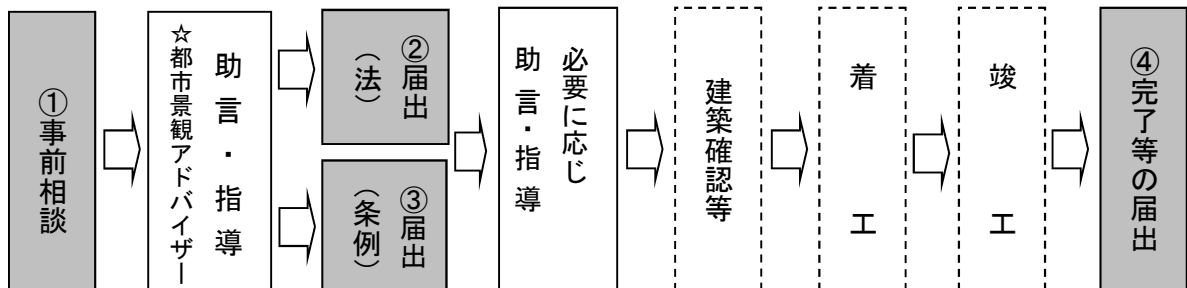 ①事前相談
助言・指導
☆都市景観アドバイザー
②届出
（法）
③届出
（条例）
必要に応じ
助言・指導
建築確認等
着工
竣工
④完了等の届出